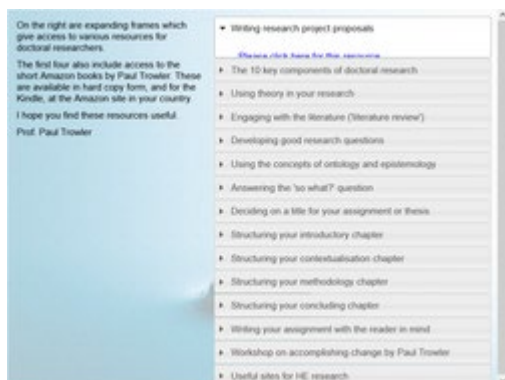 On the right are expanding frames which
give access to various resources for
doctoral researchers.
The first four also include access to the
short Amazon books by Paul Trowler. These
are available in hard copy form, and for the
Kindle, at the Amazon site in your country.
I hope you find these resources useful.
Prof. Paul Trowler
Writing research project proposals
Please click here for the resource
The 10 key components of doctoral research
Using theory in your research
Engaging with the literature ('literature review')
Developing good research questions
Using the concepts of ontology and epistemology
Answering the 'so what?' question
Deciding on a title for your assignment or thesis
Structuring your introductory chapter
Structuring your contextualisation chapter
Structuring your methodology chapter
Structuring your concluding chapter
Writing your assignment with the reader in mind
Workshop on accomplishing change by Paul Trowler
Useful sites for HE research